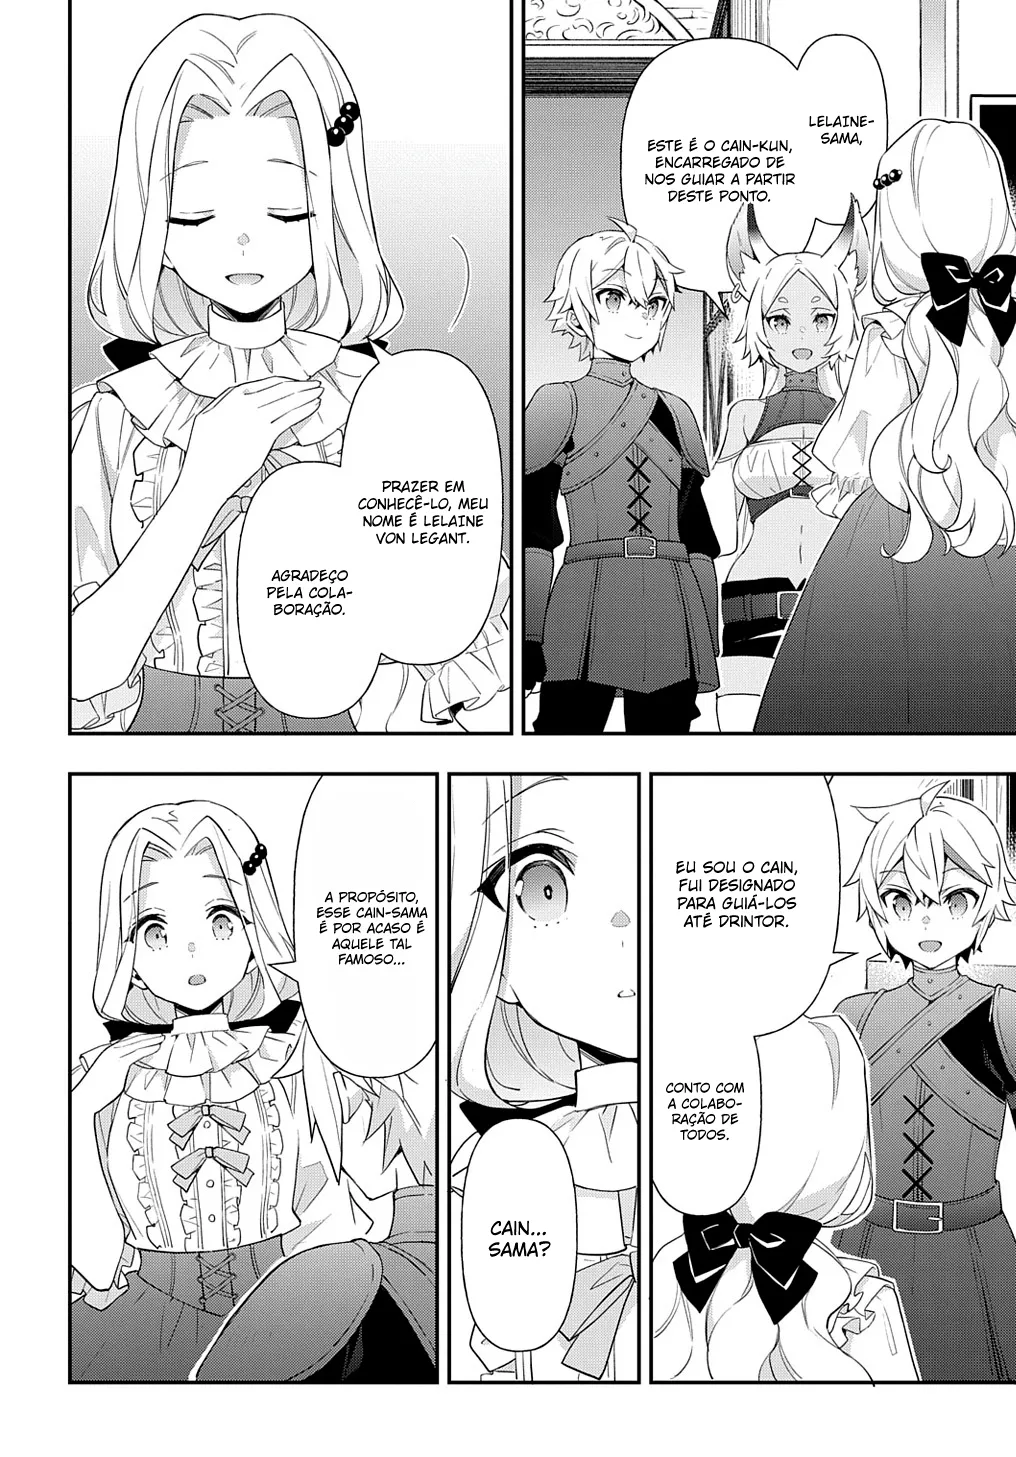 LELAINE-
SAMA,
ESTE É O CAIN-KUN,
ENCARREGADO DE
NOS GUIAR A PARTIR
DESTE PONTO.
PRAZER EM
CONHECÊ-LO, MEU
NOME É LELAINE
VON LEGANT.
AGRADEÇO
PELA COLA-
BORAÇÃO.
EU SOU O CAIN,
FUI DESIGNADO
PARA GUIÁ-LOS
ATÉ DRINTOR.
CONTO COM
A COLABO-
RAÇÃO DE
TODOS.
CAIN...
SAMA?
A PROPÓSITO,
ESSE CAIN-SAMA
É POR ACASO
AQUELE TAL
FAMOSO...